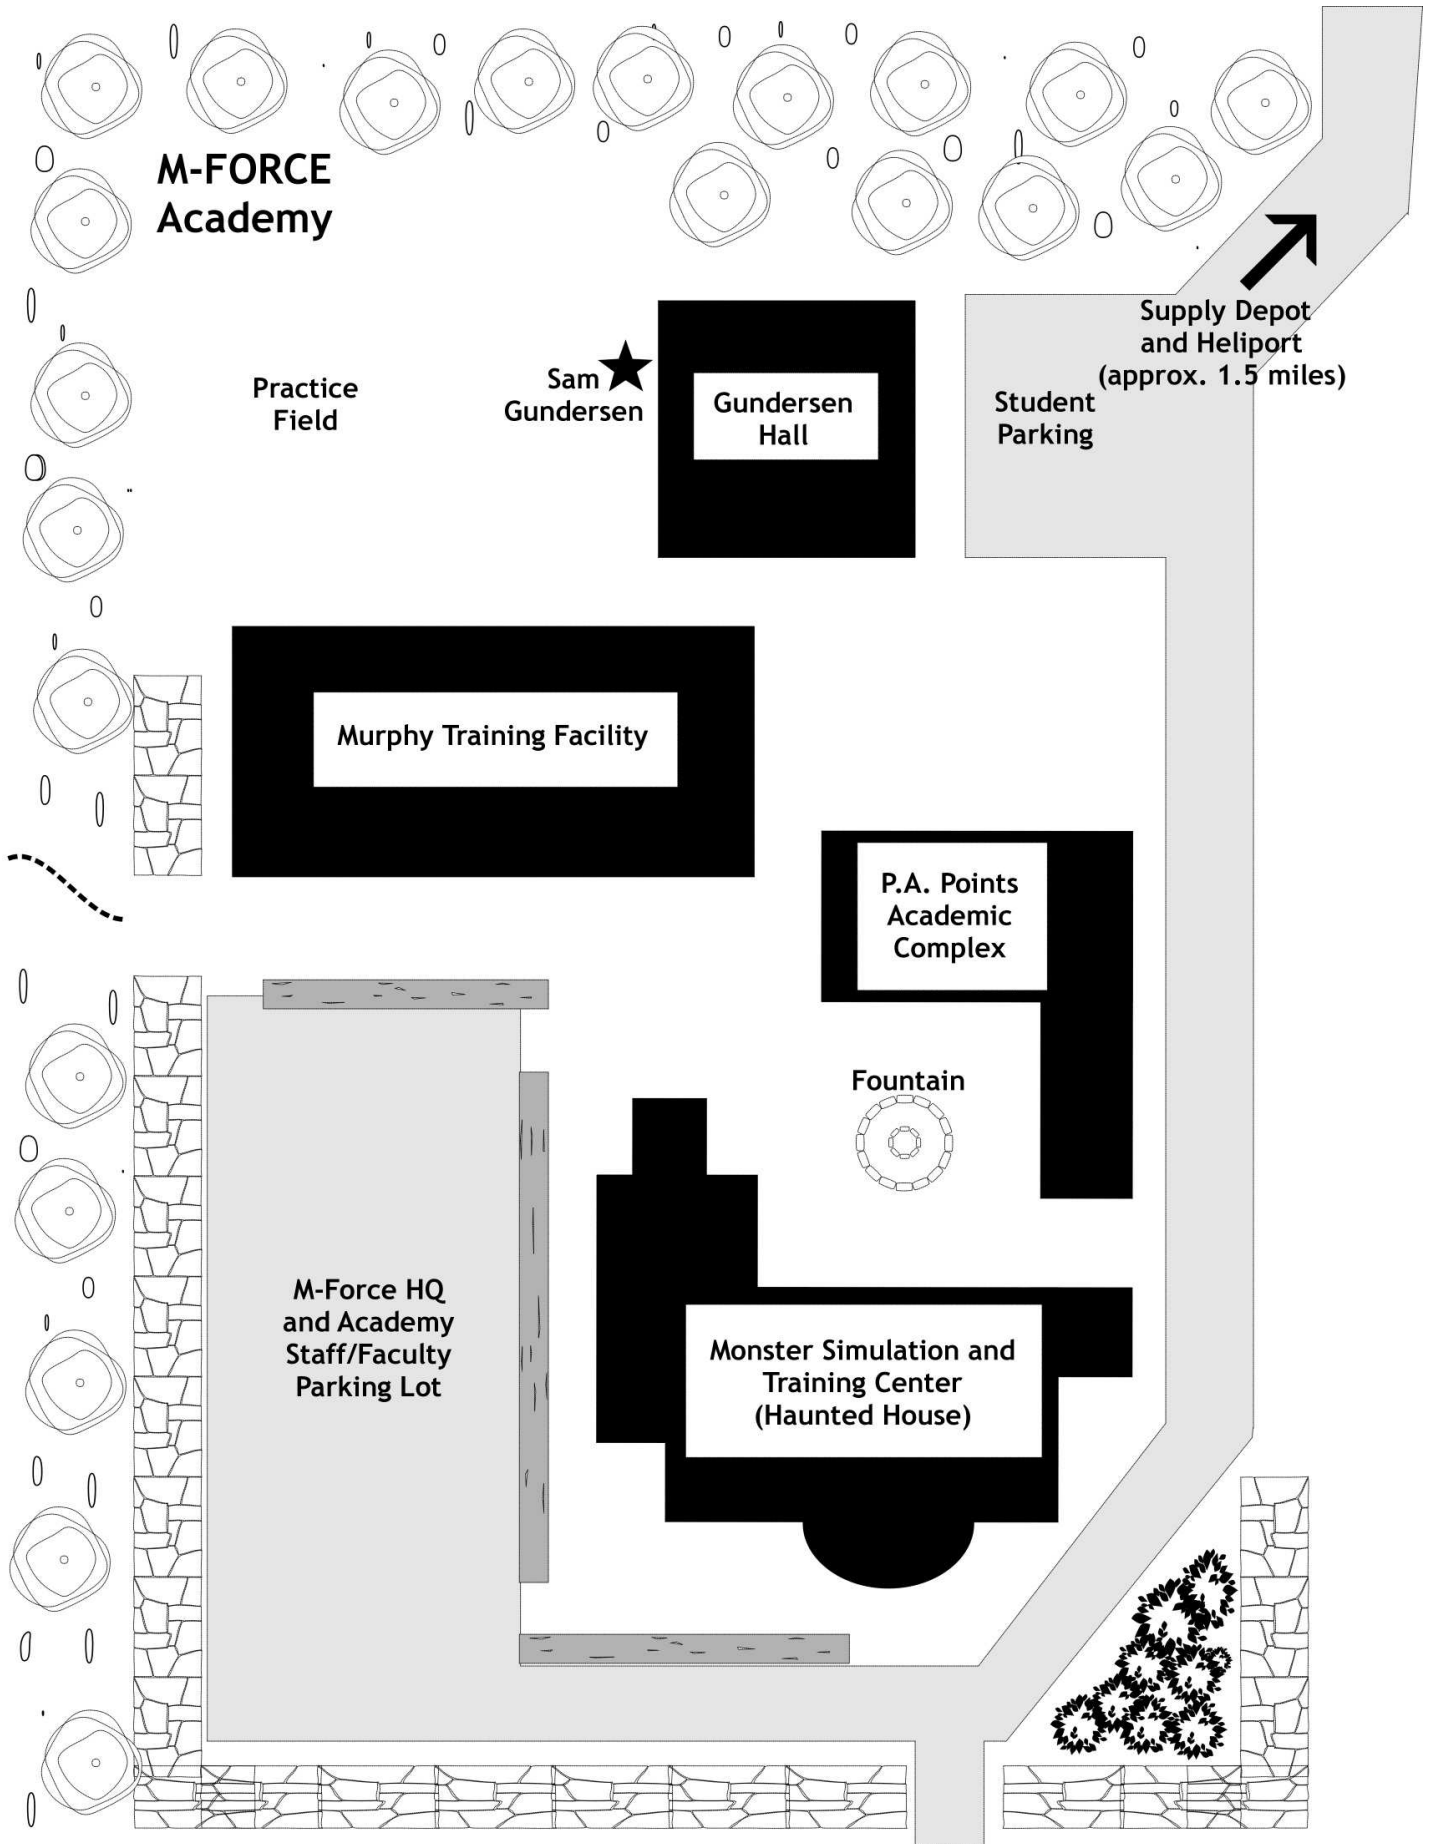 M-FORCE
Academy
Supply Depot
and Heliport
(approx. 1.5 miles)
Practice
Field
Sam
Gundersen
Gundersen
Hall
Student
Parking
Murphy Training Facility
P.A. Points
Academic
Complex
Fountain
M-Force HQ
and Academy
Staff/Faculty
Parking Lot
Monster Simulation and
Training Center
(Haunted House)